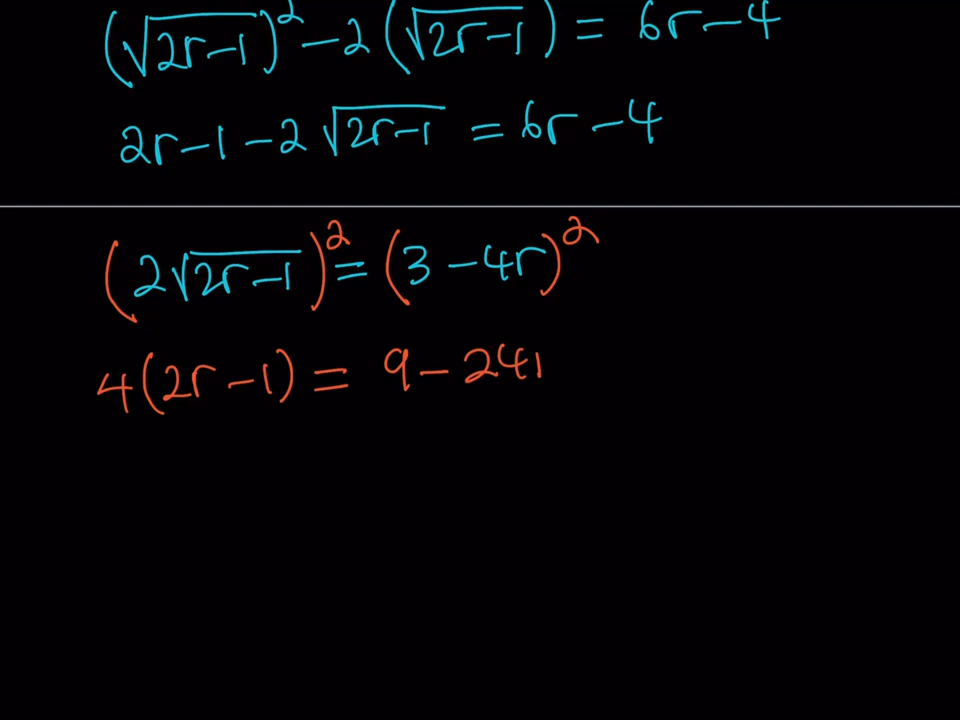 (√2r-1)² - 2(√2r-1) = 6r-4
2r-1-2√2r-1 = 6r-4
(2√2r-1)² = (3-4r)²
4(2r-1) = 9-24